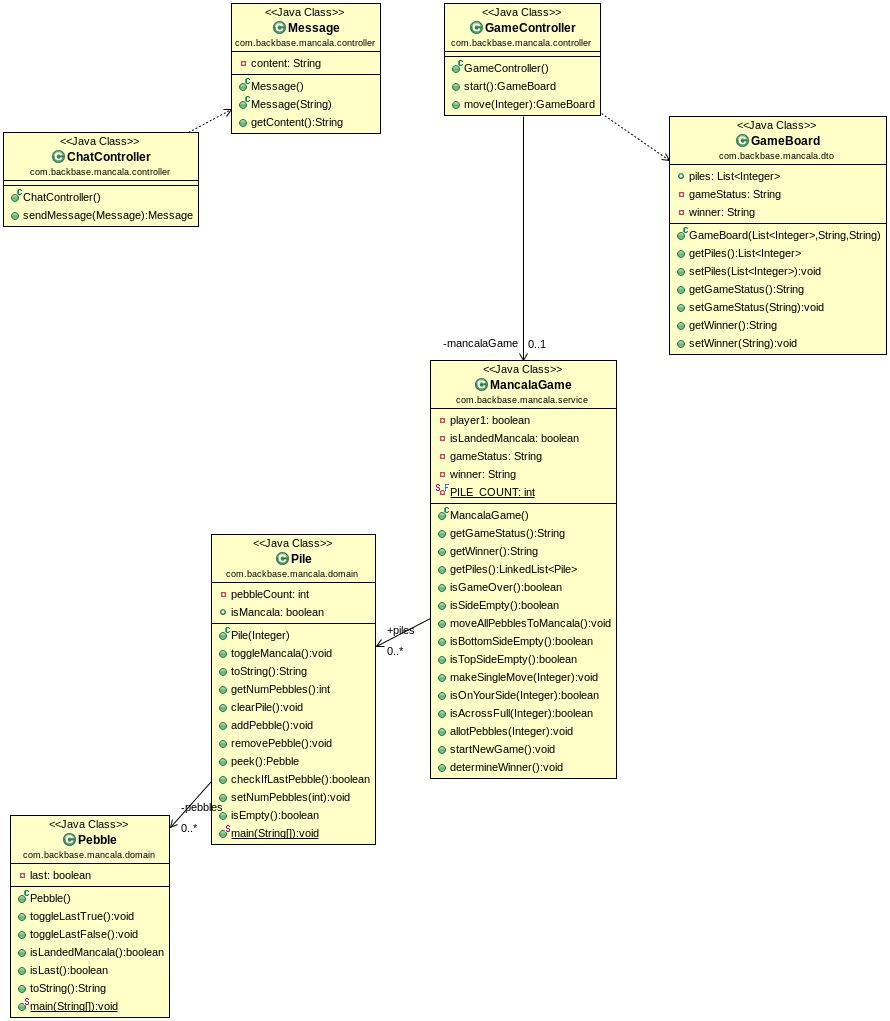 <<Java Class>>
Message
com.backbase.mancala.controller
content: String
Message()
Message(String)
getContent():String
<<Java Class>>
GameController
com.backbase.mancala.controller
GameController()
start():GameBoard
move(Integer):GameBoard
<<Java Class>>
ChatController
com.backbase.mancala.controller
ChatController()
sendMessage(Message):Message
<<Java Class>>
GameBoard
com.backbase.mancala.dto
piles: List<Integer>
gameStatus: String
winner: String
GameBoard(List<Integer>,String,String)
getPiles():List<Integer>
setPiles(List<Integer>):void
getGameStatus():String
setGameStatus(String):void
getWinner():String
setWinner(String):void
-mancalaGame 0..1
<<Java Class>>
MancalaGame
com.backbase.mancala.service
player1: boolean
isLandedMancala: boolean
gameStatus: String
winner: String
PILE_COUNT: int
MancalaGame()
getGameStatus():String
getWinner():String
getPiles():LinkedList<Pile>
isGameOver():boolean
isSideEmpty():boolean
moveAllPebblesToMancala():void
isBottomSideEmpty():boolean
isTopSideEmpty():boolean
makeSingleMove(Integer):void
isOnYourSide(Integer):boolean
isAcrossFull(Integer):boolean
allotPebbles(Integer):void
startNewGame():void
determineWinner():void
+piles
0..*
<<Java Class>>
Pile
com.backbase.mancala.domain
pebbleCount: int
isMancala: boolean
Pile(Integer)
toggleMancala():void
toString():String
getNumPebbles():int
clearPile():void
addPebble():void
removePebble():void
peek():Pebble
checkIfLastPebble():boolean
setNumPebbles(int):void
isEmpty():boolean
main(String[]):void
-pebbles
0..*
<<Java Class>>
Pebble
com.backbase.mancala.domain
last: boolean
Pebble()
toggleLastTrue():void
toggleLastFalse():void
isLandedMancala():boolean
isLast():boolean
toString():String
main(String[]):void